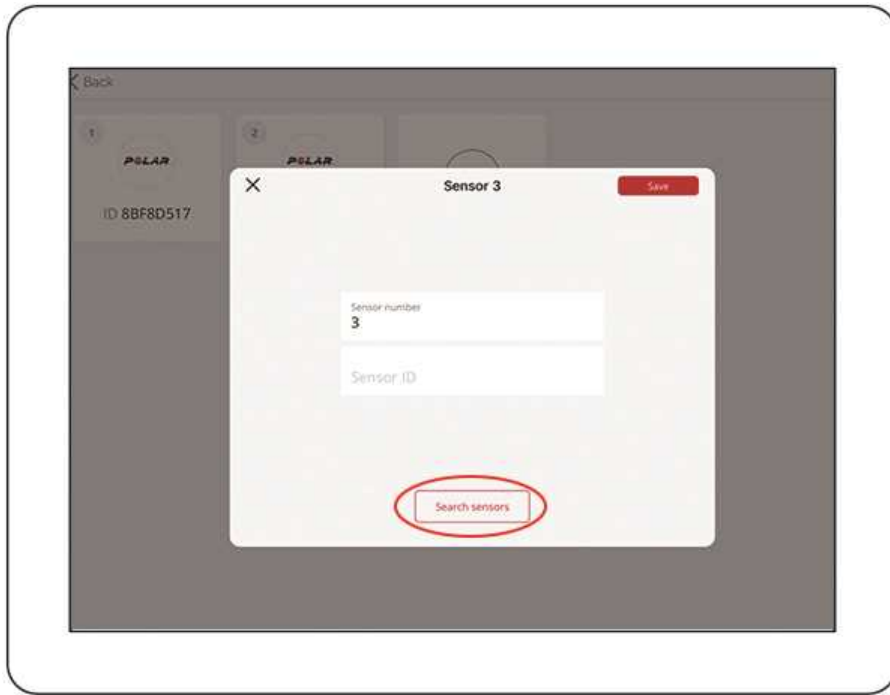 Back
1
2
POLAR
POLAR
ID 8BF8D517
Sensor 3
Save
Sensor number
3
Sensor ID
Search sensors